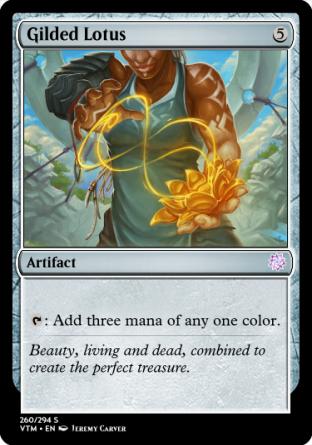 Gilded Lotus 5
Artifact
: Add three mana of any one color.
Beauty, living and dead, combined to
create the perfect treasure.
260/294 S
VTM • EN Jeremy Carver